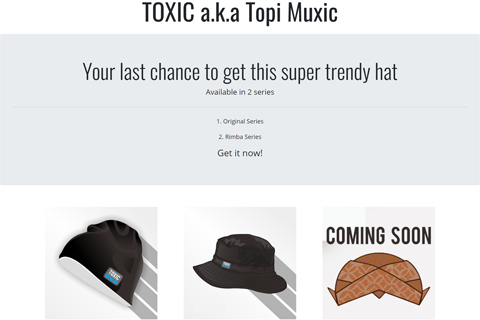 TOXIC a.k.a Topi Muxic
Your last chance to get this super trendy hat
Available in 2 series
1. Original Series
2. Rimba Series
Get it now!
COMING SOON
TOXIC